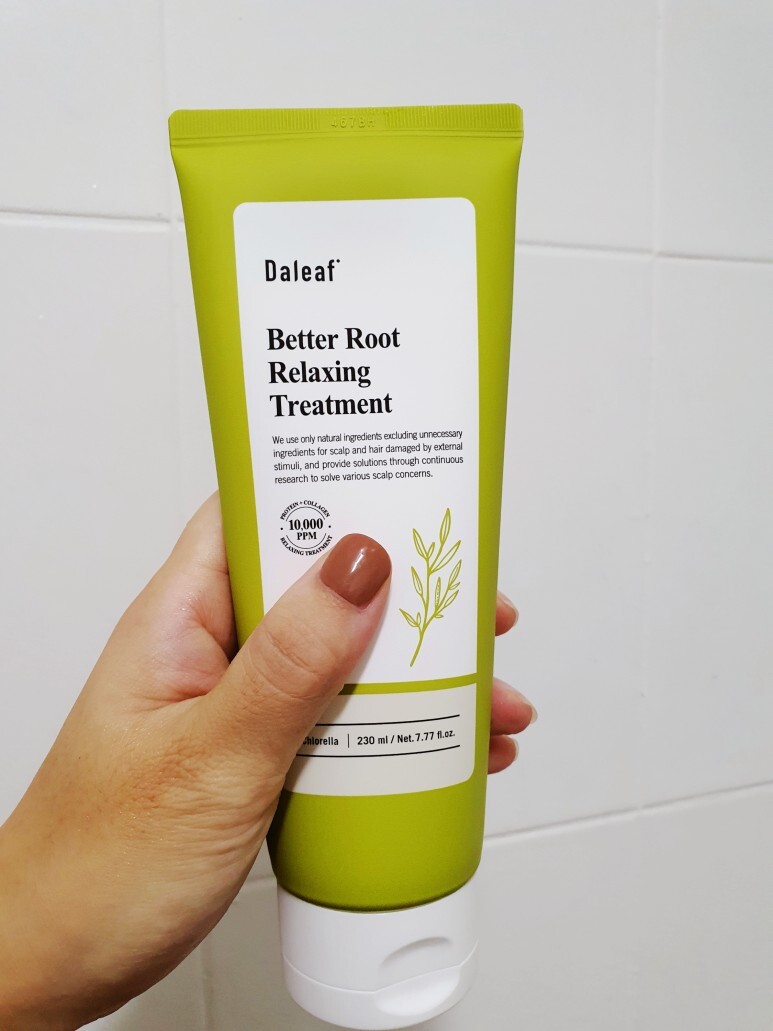 Daleaf
Better Root
Relaxing
Treatment
We use only natural ingredients excluding unnecessary
ingredients for scalp and hair damaged by external
stimuli, and provide solutions through continuous
research to solve various scalp concerns.
PROTEIN + COLLAGEN
10,000
PPM
RELAXING TREATMENT
Chlorella | 230 ml / Net.7.77 fl.oz.